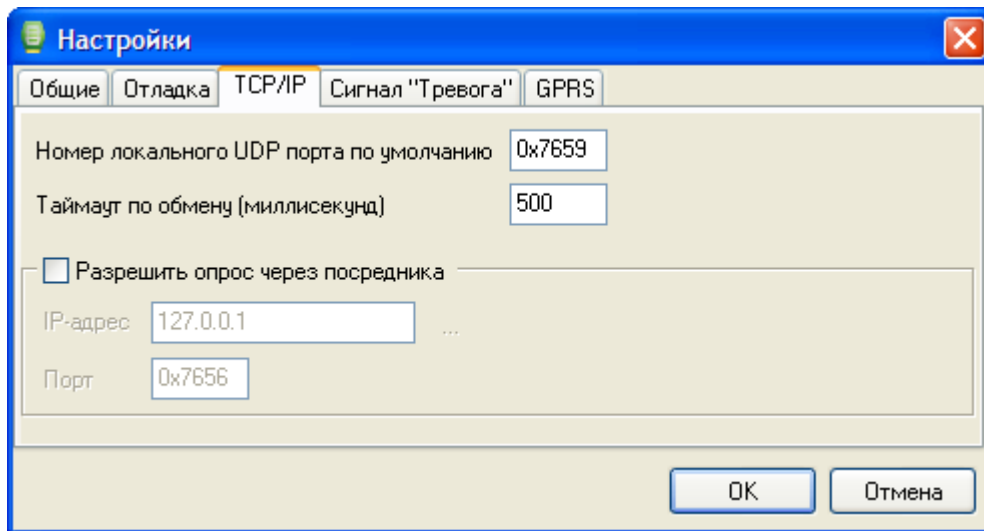 Настройки
Общие Отладка TCP/IP Сигнал "Тревога" GPRS
Номер локального UDP порта по умолчанию 0x7659
Таймаут по обмену (миллисекунд) 500
Разрешить опрос через посредника
IP-адрес 127.0.0.1 ...
Порт 0x7656
OK Отмена